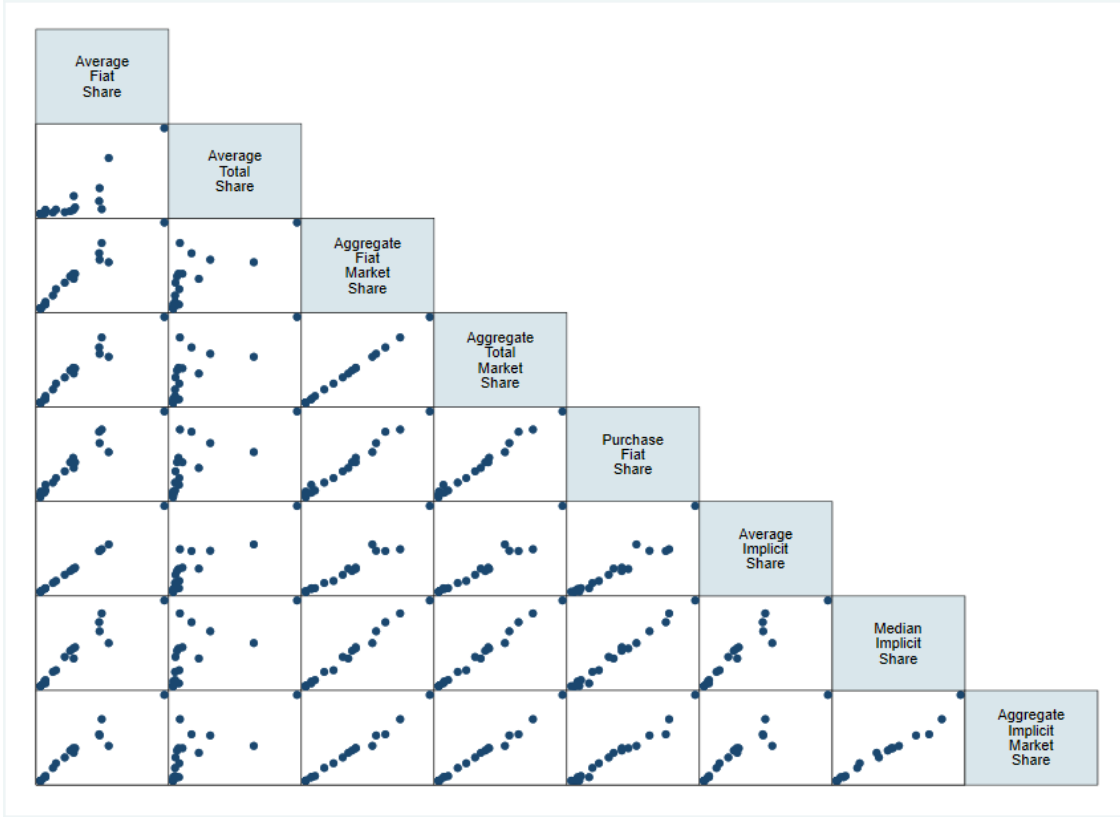 Average
Fiat
Share
Average
Total
Share
Aggregate
Fiat
Market
Share
Aggregate
Total
Market
Share
Purchase
Fiat
Share
Average
Implicit
Share
Median
Implicit
Share
Aggregate
Implicit
Market
Share